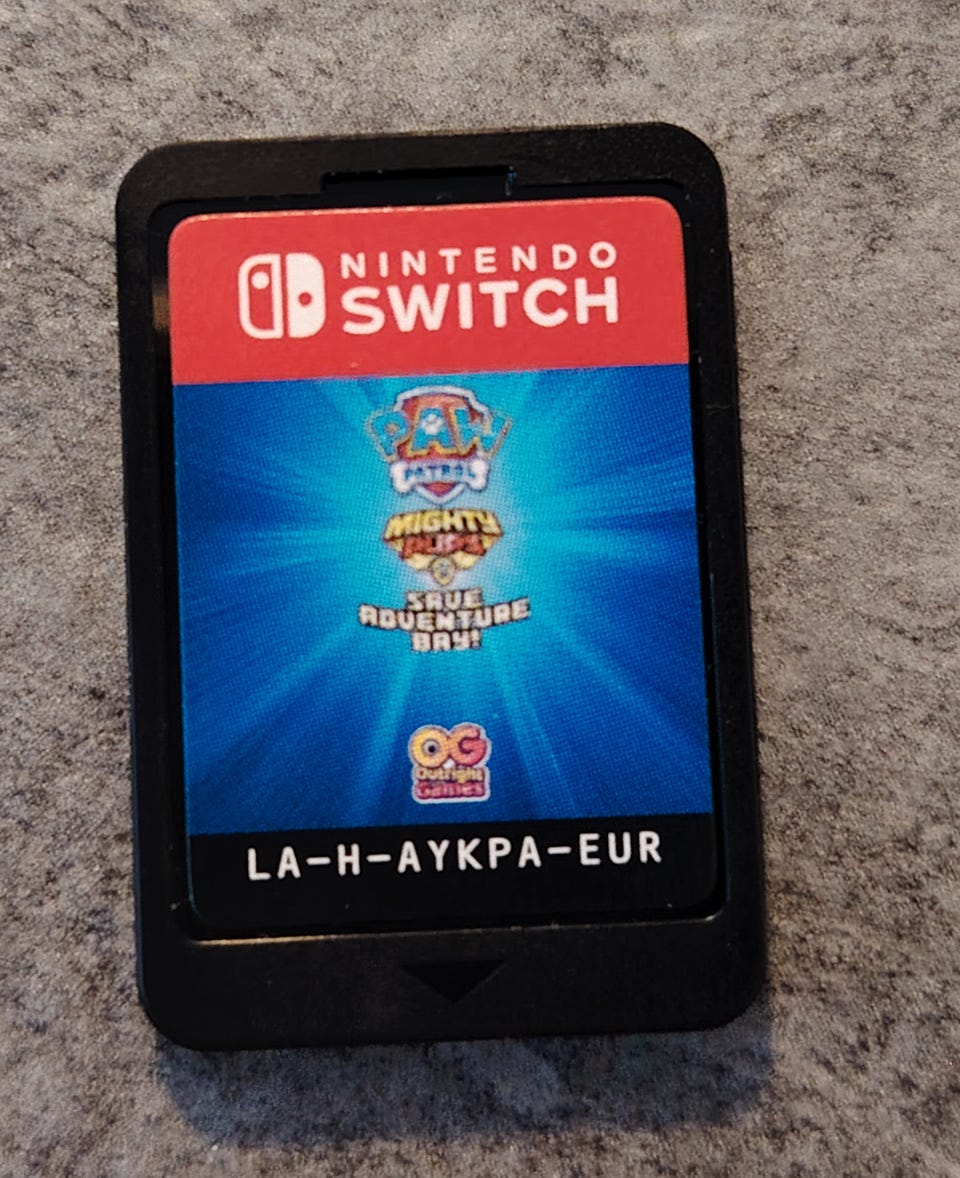 NINTENDO
SWITCH
PAW
PATROL
MIGHTY
PUPS
SAVE
ADVENTURE
BAY!
OG
Outright
Games
LA-H-AYKPA-EUR